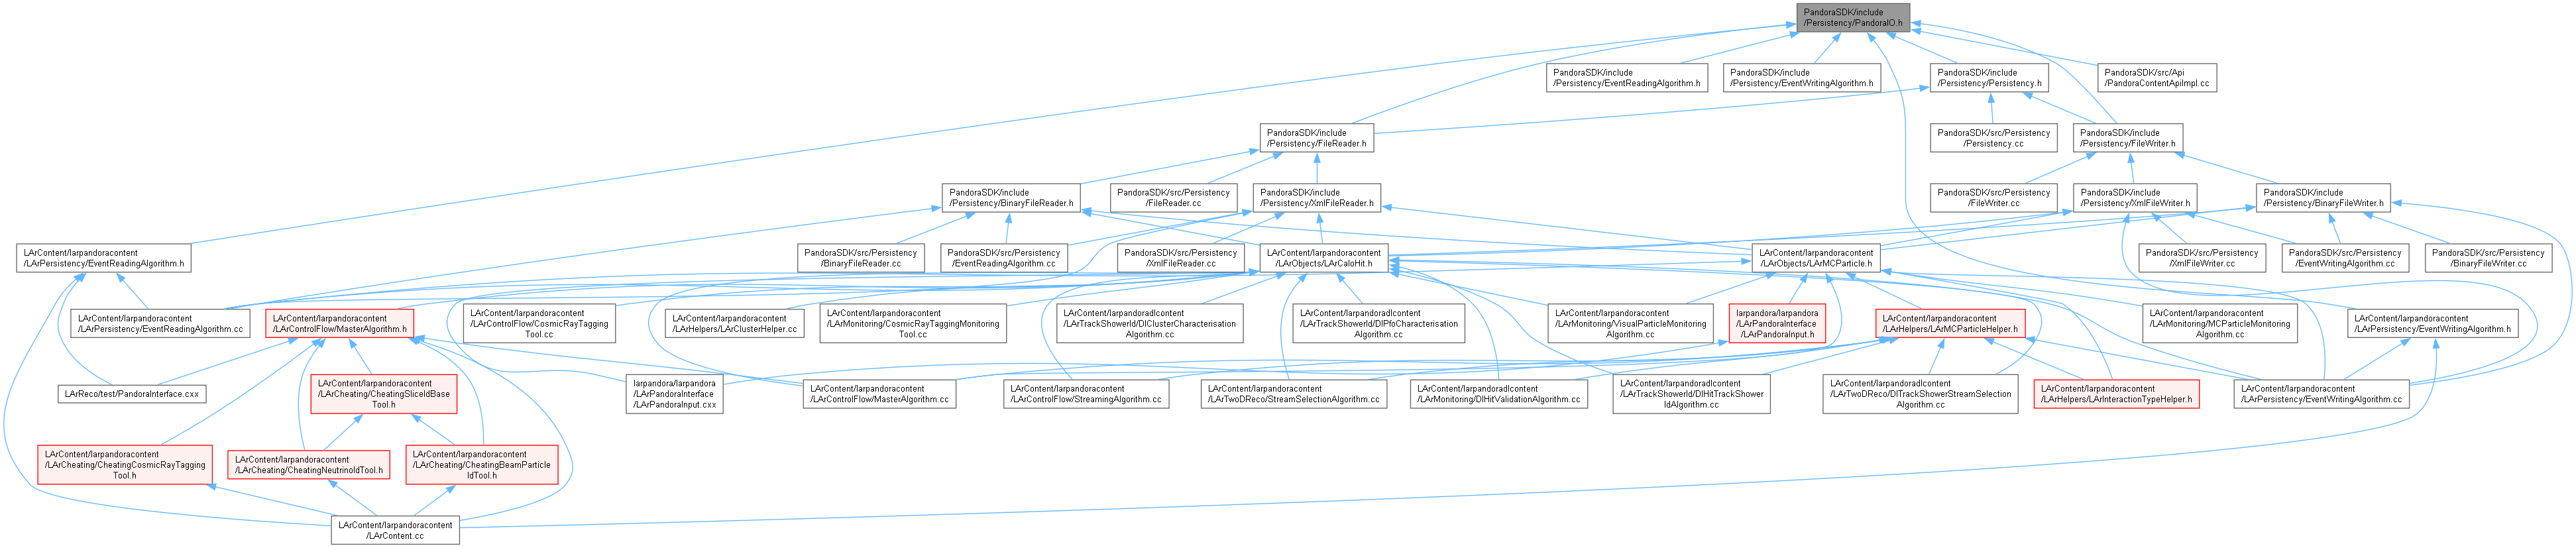 PandoraSDK/include
/Persistency/PandoraIO.h
PandoraSDK/include
/Persistency/EventReadingAlgorithm.h
PandoraSDK/include
/Persistency/EventWritingAlgorithm.h
PandoraSDK/include
/Persistency/Persistency.h
PandoraSDK/src/Api
/PandoraContentApiImpl.cc
PandoraSDK/include
/Persistency/FileReader.h
PandoraSDK/src/Persistency
/Persistency.cc
PandoraSDK/include
/Persistency/FileWriter.h
PandoraSDK/include
/Persistency/BinaryFileReader.h
PandoraSDK/src/Persistency
/FileReader.cc
PandoraSDK/include
/Persistency/XmlFileReader.h
PandoraSDK/src/Persistency
/FileWriter.cc
PandoraSDK/include
/Persistency/XmlFileWriter.h
PandoraSDK/include
/Persistency/BinaryFileWriter.h
LArContent/larpandoracontent
/LArPersistency/EventReadingAlgorithm.h
PandoraSDK/src/Persistency
/BinaryFileReader.cc
PandoraSDK/src/Persistency
/EventReadingAlgorithm.cc
PandoraSDK/src/Persistency
/XmlFileReader.cc
LArContent/larpandoracontent
/LArObjects/LArCaloHit.h
LArContent/larpandoracontent
/LArObjects/LArMCParticle.h
PandoraSDK/src/Persistency
/XmlFileWriter.cc
PandoraSDK/src/Persistency
/EventWritingAlgorithm.cc
PandoraSDK/src/Persistency
/BinaryFileWriter.cc
LArContent/larpandoracontent
/LArPersistency/EventReadingAlgorithm.cc
LArContent/larpandoracontent
/LArControlFlow/MasterAlgorithm.h
LArContent/larpandoracontent
/LArControlFlow/CosmicRayTagging
Tool.cc
LArContent/larpandoracontent
/LArHelpers/LArClusterHelper.cc
LArContent/larpandoracontent
/LArMonitoring/CosmicRayTaggingMonitoring
Tool.cc
LArContent/larpandoradlcontent
/LArTrackShowerId/DlClusterCharacterisation
Algorithm.cc
LArContent/larpandoradlcontent
/LArTrackShowerId/DlPfoCharacterisation
Algorithm.cc
LArContent/larpandoracontent
/LArMonitoring/VisualParticleMonitoring
Algorithm.cc
larpandora/larpandora
/LArPandoraInterface
/LArPandoraInput.h
LArContent/larpandoracontent
/LArHelpers/LArMCParticleHelper.h
LArContent/larpandoracontent
/LArMonitoring/MCParticleMonitoring
Algorithm.cc
LArContent/larpandoracontent
/LArPersistency/EventWritingAlgorithm.h
LArReco/test/PandoraInterface.cxx
LArContent/larpandoracontent
/LArCheating/CheatingSliceIdBase
Tool.h
larpandora/larpandora
/LArPandoraInterface
/LArPandoraInput.cxx
LArContent/larpandoracontent
/LArControlFlow/MasterAlgorithm.cc
LArContent/larpandoracontent
/LArControlFlow/StreamingAlgorithm.cc
LArContent/larpandoracontent
/LArTwoDReco/StreamSelectionAlgorithm.cc
LArContent/larpandoradlcontent
/LArMonitoring/DlHitValidationAlgorithm.cc
LArContent/larpandoradlcontent
/LArTrackShowerId/DlHitTrackShower
IdAlgorithm.cc
LArContent/larpandoradlcontent
/LArTwoDReco/DlTrackShowerStreamSelection
Algorithm.cc
LArContent/larpandoracontent
/LArHelpers/LArInteractionTypeHelper.h
LArContent/larpandoracontent
/LArPersistency/EventWritingAlgorithm.cc
LArContent/larpandoracontent
/LArCheating/CheatingCosmicRayTagging
Tool.h
LArContent/larpandoracontent
/LArCheating/CheatingNeutrinoIdTool.h
LArContent/larpandoracontent
/LArCheating/CheatingBeamParticle
IdTool.h
LArContent/larpandoracontent
/LArContent.cc